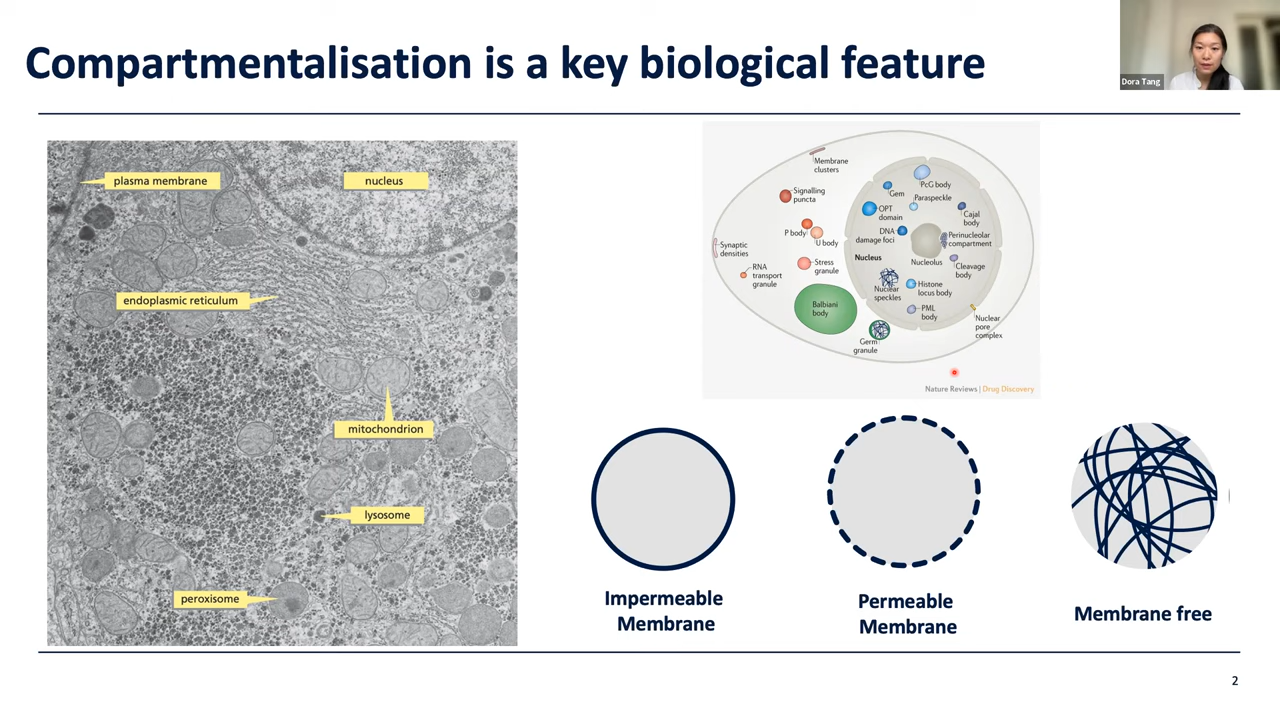 Compartmentalisation is a key biological feature
Dora Tang
plasma membrane
nucleus
endoplasmic reticulum
mitochondrion
lysosome
peroxisome
Membrane
clusters
Signalling
puncta
P body
U body
Synaptic
densities
RNA
transport
granule
Stress
granule
Balbiani
body
Germ
granule
PcG body
Gem
Paraspeckle
OPT
domain
Cajal
body
DNA
damage foci
Perinucleolar
compartment
Nucleus
Nucleolus
Cleavage
body
Nuclear
speckles
Histone
locus body
PML
body
Nuclear
pore
complex
Nature Reviews | Drug Discovery
Impermeable
Membrane
Permeable
Membrane
Membrane free
2